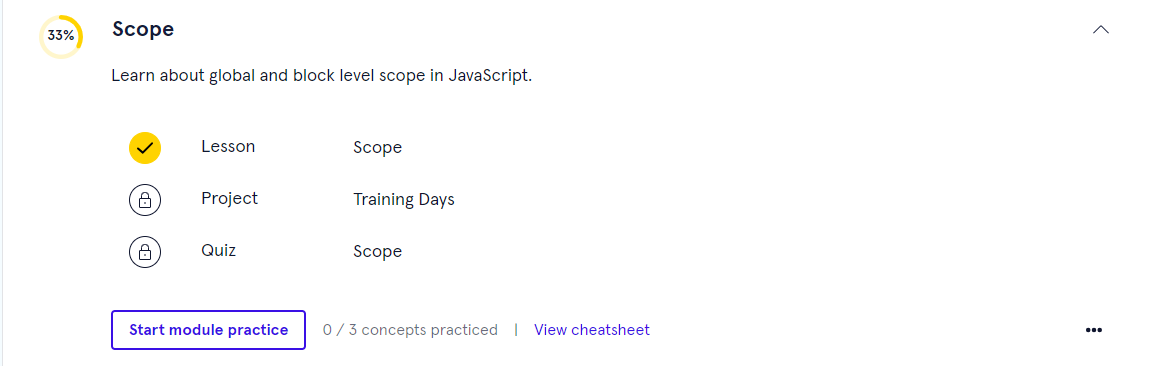 33% Scope
Learn about global and block level scope in JavaScript.
Lesson Scope
Project Training Days
Quiz Scope
Start module practice 0 / 3 concepts practiced | View cheatsheet